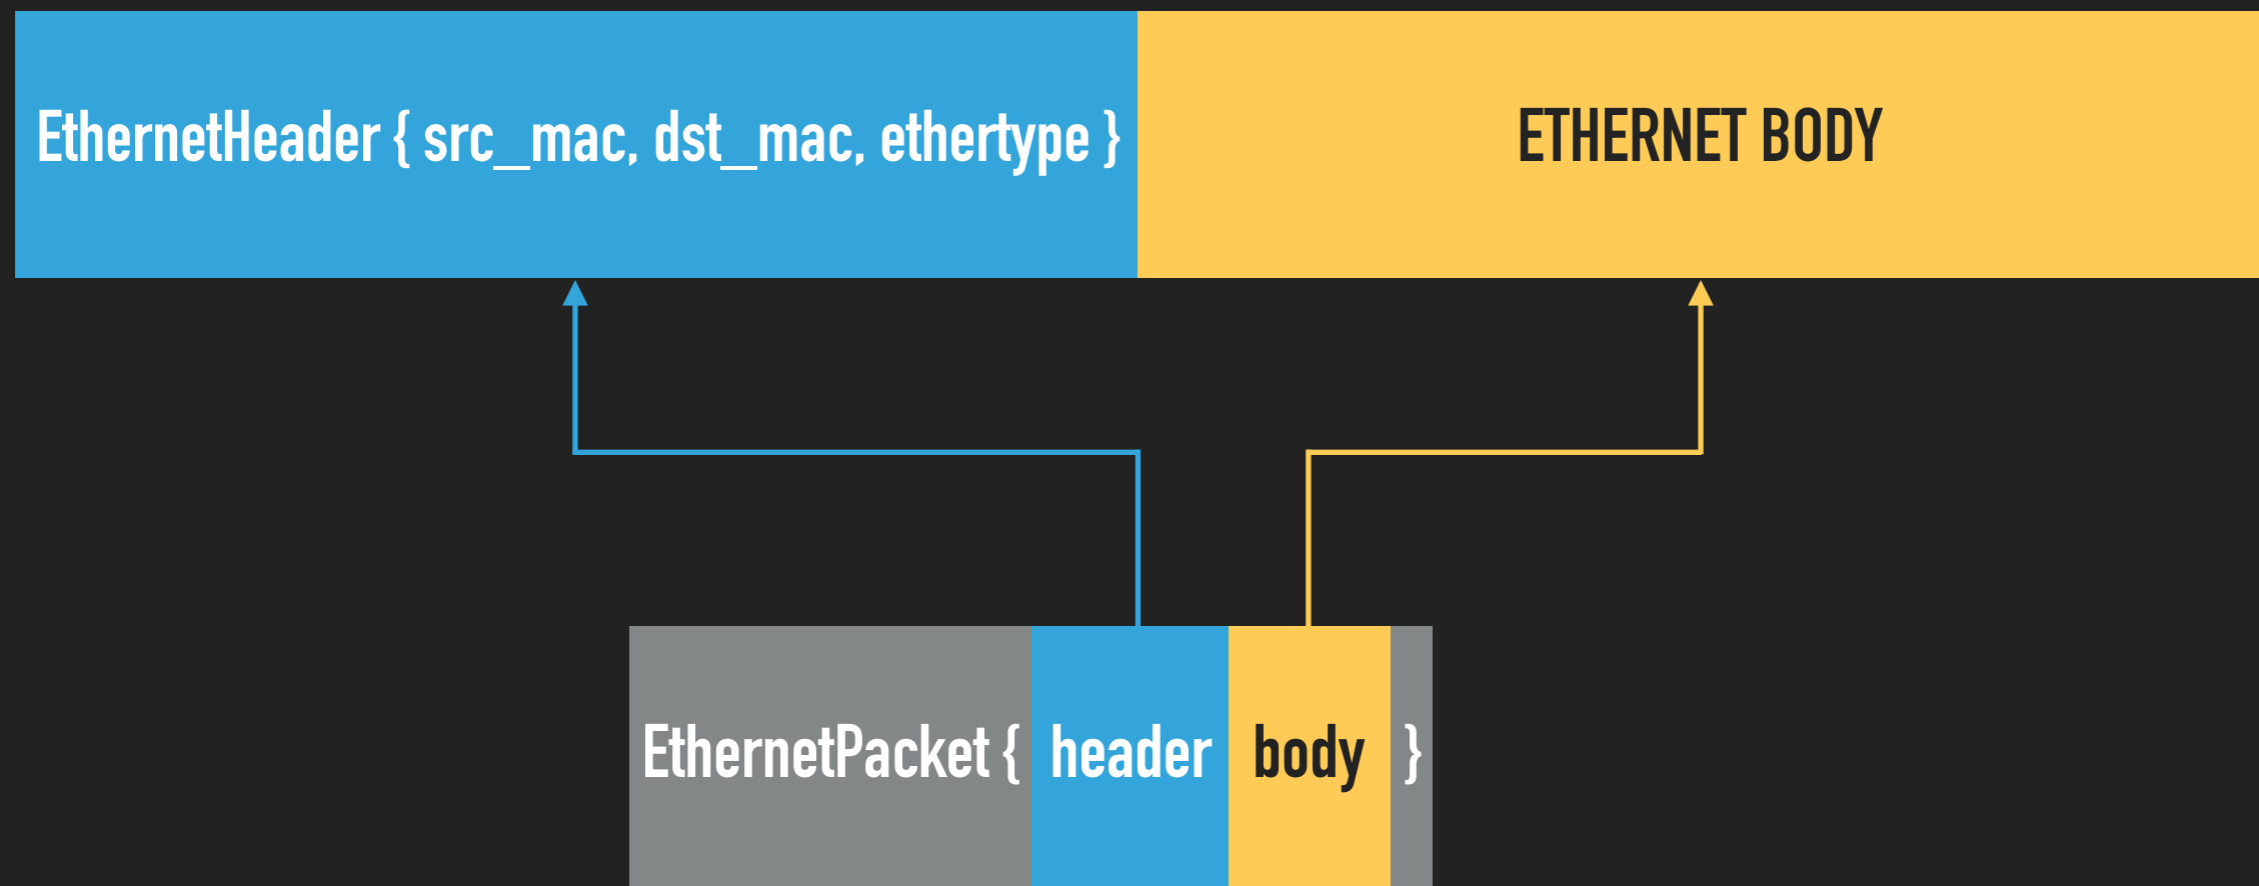 EthernetHeader { src_mac, dst_mac, ethertype }
ETHERNET BODY
EthernetPacket { header body }